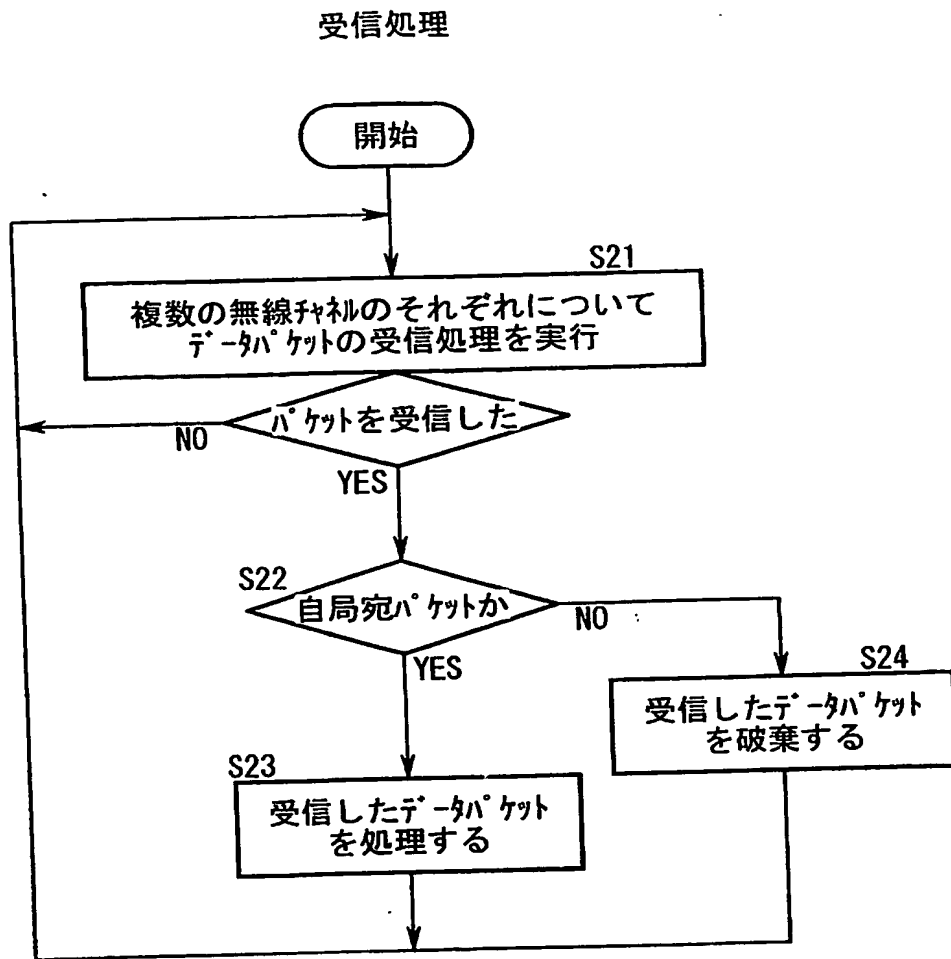 受信処理
開始
S21
複数の無線ﾁｬﾈﾙのそれぞれについて
ﾃﾞｰﾀﾊﾟｹｯﾄの受信処理を実行
ﾊﾟｹｯﾄを受信した
NO
YES
S22
自局宛ﾊﾟｹｯﾄか
NO
YES
S24
受信したﾃﾞｰﾀﾊﾟｹｯﾄ
を破棄する
S23
受信したﾃﾞｰﾀﾊﾟｹｯﾄ
を処理する